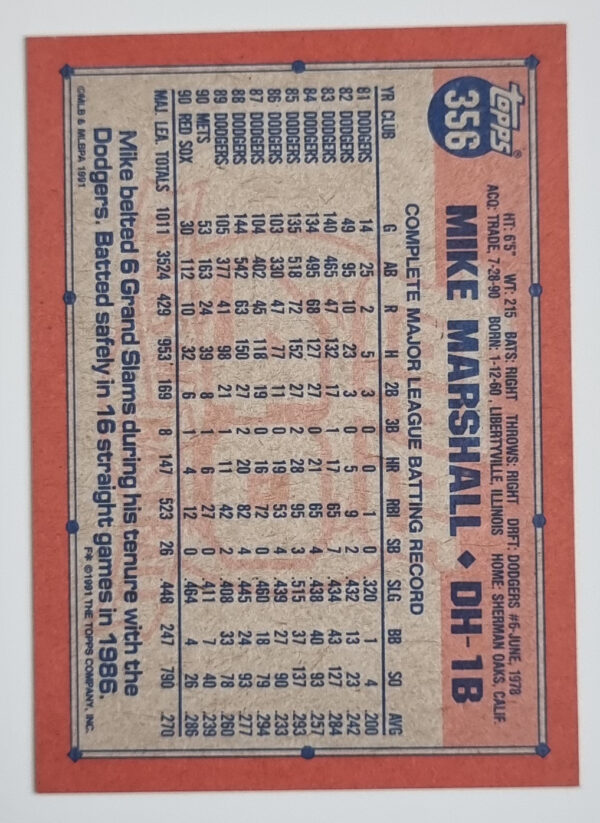 topps®
356
HT: 6'5" WT: 215 BATS: RIGHT THROWS: RIGHT DRFT: DODGERS #6-JUNE, 1978
ACQ: TRADE, 7-28-90 BORN: 1-12-60, LIBERTYVILLE, ILLINOIS HOME: SHERMAN OAKS, CALIF.
MIKE MARSHALL ♦ DH-1B
COMPLETE MAJOR LEAGUE BATTING RECORD
YR CLUB G AB R H 2B 3B HR RBI SB SLG BB SO AVG
81 DODGERS 14 25 2 5 3 0 0 1 0 .320 1 4 .200
82 DODGERS 49 95 10 23 3 0 5 9 2 .432 13 23 .242
83 DODGERS 140 465 47 132 17 1 17 65 7 .434 43 127 .284
84 DODGERS 134 495 68 127 27 0 21 65 4 .438 40 93 .257
85 DODGERS 135 518 72 152 27 2 28 95 3 .515 37 137 .293
86 DODGERS 103 330 47 77 11 0 19 53 4 .439 27 90 .233
87 DODGERS 104 402 45 118 19 0 16 72 0 .460 18 79 .294
88 DODGERS 144 542 63 150 27 2 20 82 4 .445 24 93 .277
89 DODGERS 105 377 41 98 21 1 11 42 2 .408 33 78 .260
90 METS 53 163 24 39 8 1 6 27 0 .411 7 40 .239
90 RED SOX 30 112 10 32 6 1 4 12 0 .464 4 26 .286
MAJ. LEA. TOTALS 1011 3524 429 953 169 8 147 523 26 .448 247 790 .270
Mike belted 6 Grand Slams during his tenure with the
Dodgers. Batted safely in 16 straight games in 1986.
©MLB & MLBPA 1991
F* ©1991 THE TOPPS COMPANY, INC.